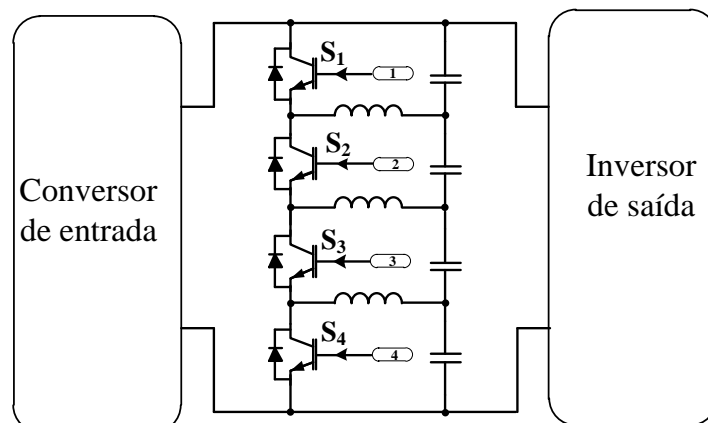 Conversor
de entrada
S1
1
S2
2
S3
3
S4
4
Inversor
de saída